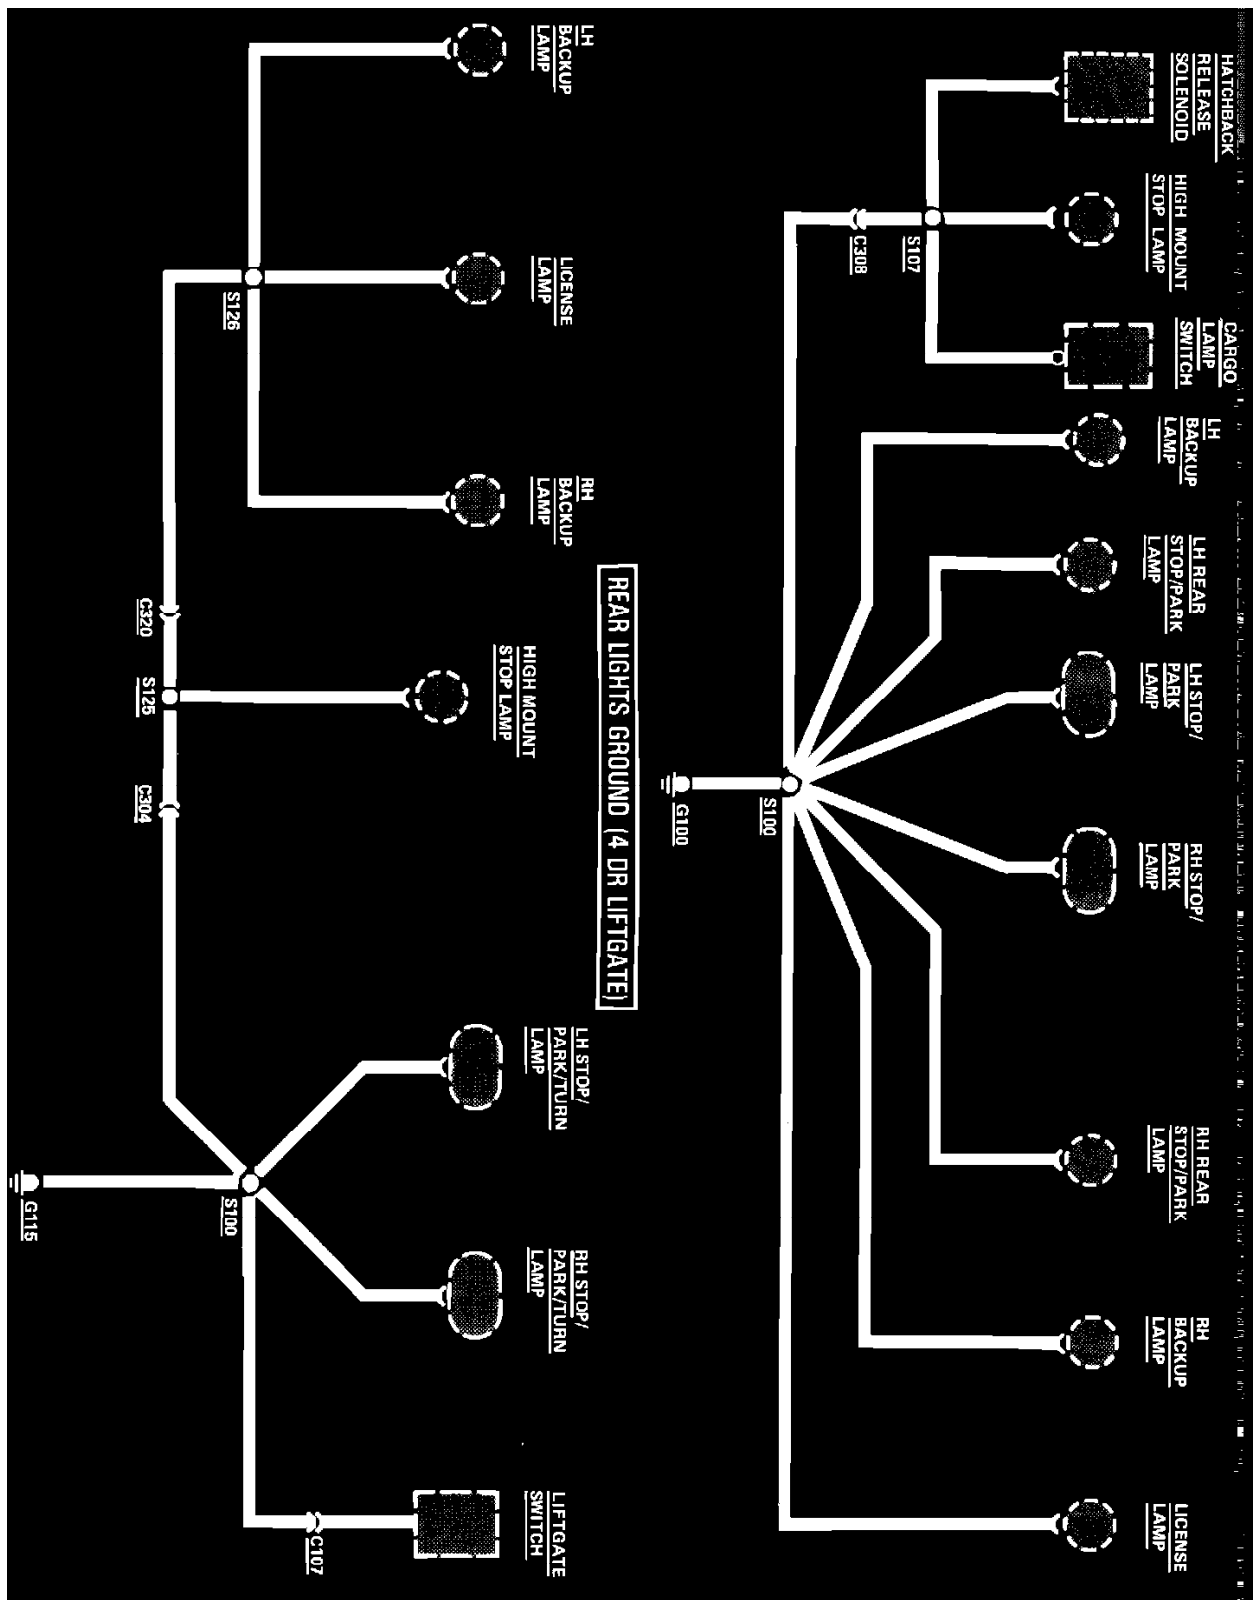 HATCHBACK
RELEASE
SOLENOID
HIGH MOUNT
STOP LAMP
CARGO
LAMP
SWITCH
LH
BACKUP
LAMP
LH REAR
STOP/PARK
LAMP
LH STOP/
PARK
LAMP
RH STOP/
PARK
LAMP
RH REAR
STOP/PARK
LAMP
RH
BACKUP
LAMP
LICENSE
LAMP
S107
C308
S100
G100
REAR LIGHTS GROUND (4 DR LIFTGATE)
LH
BACKUP
LAMP
LICENSE
LAMP
RH
BACKUP
LAMP
HIGH MOUNT
STOP LAMP
LH STOP/
PARK/TURN
LAMP
RH STOP/
PARK/TURN
LAMP
LIFTGATE
SWITCH
C107
S126
S100
C320
S125
C304
G115